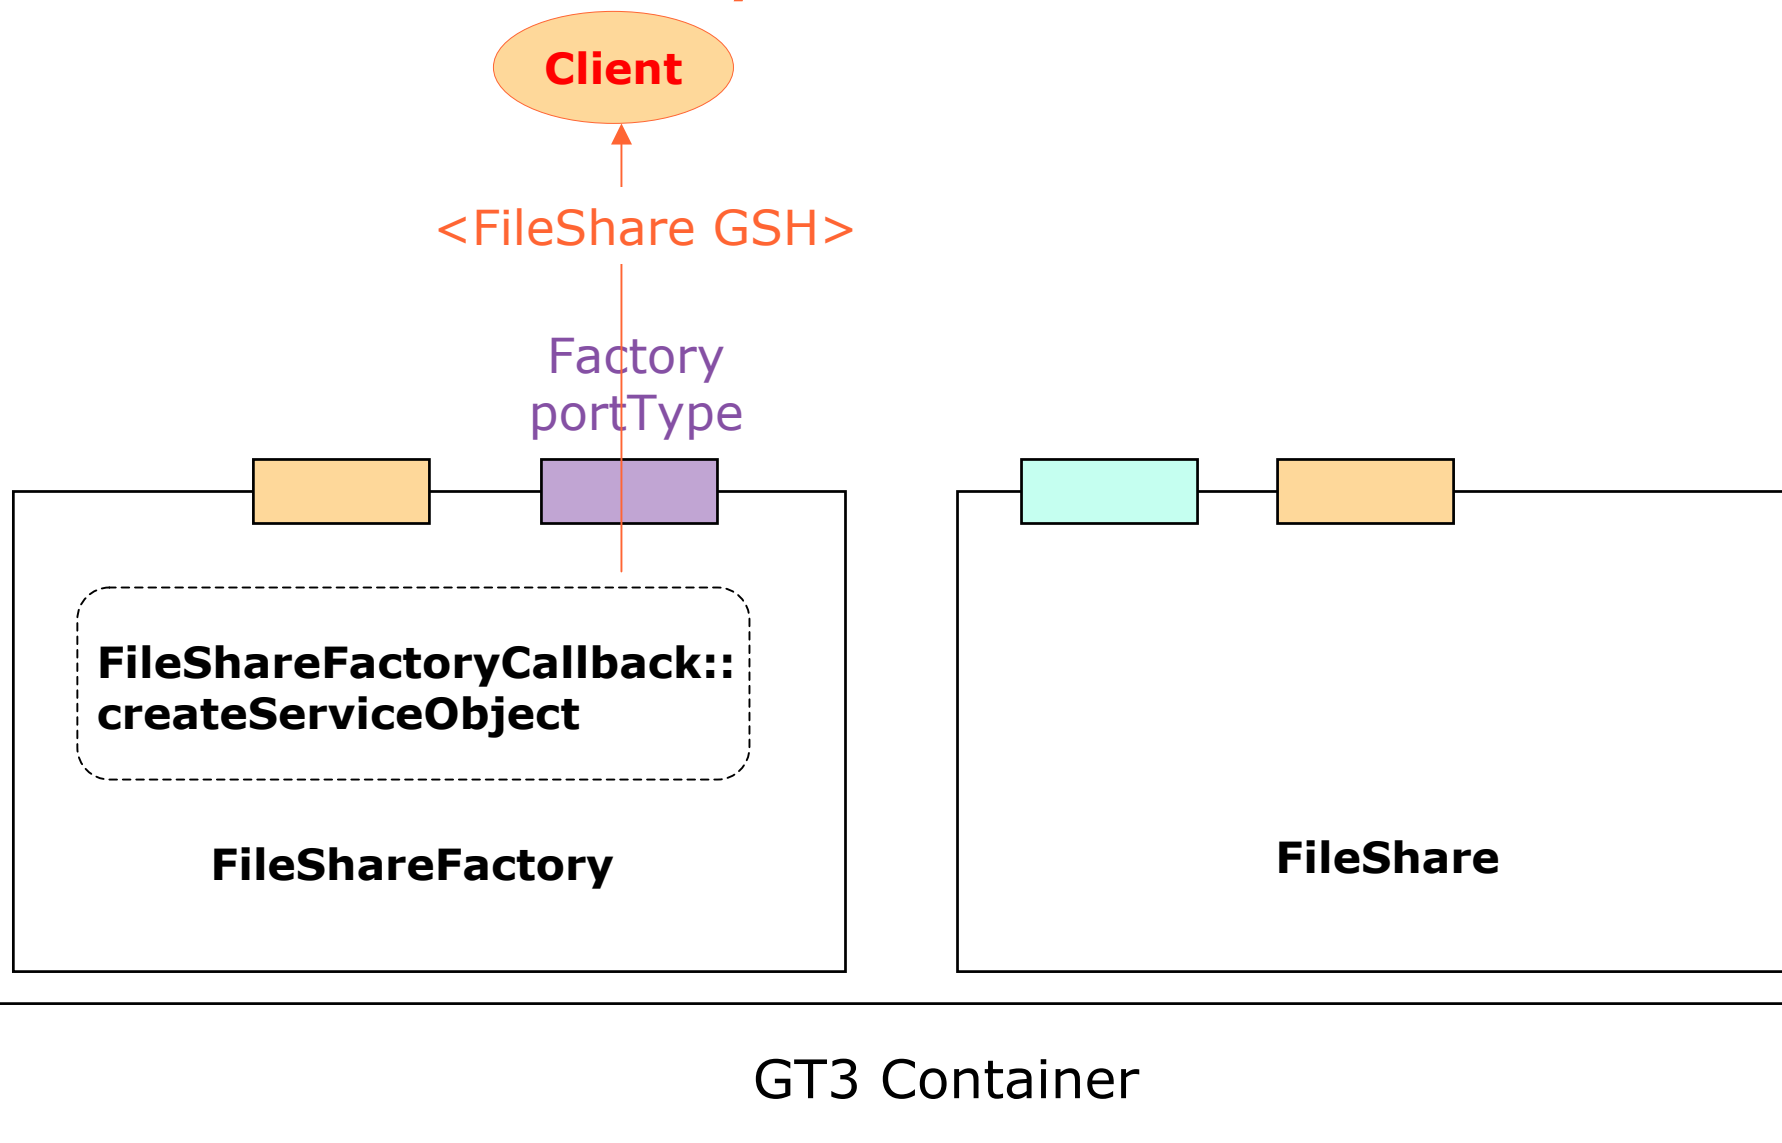 Client
<FileShare GSH>
Factory
portType
FileShareFactoryCallback::
createServiceObject
FileShareFactory
FileShare
GT3 Container